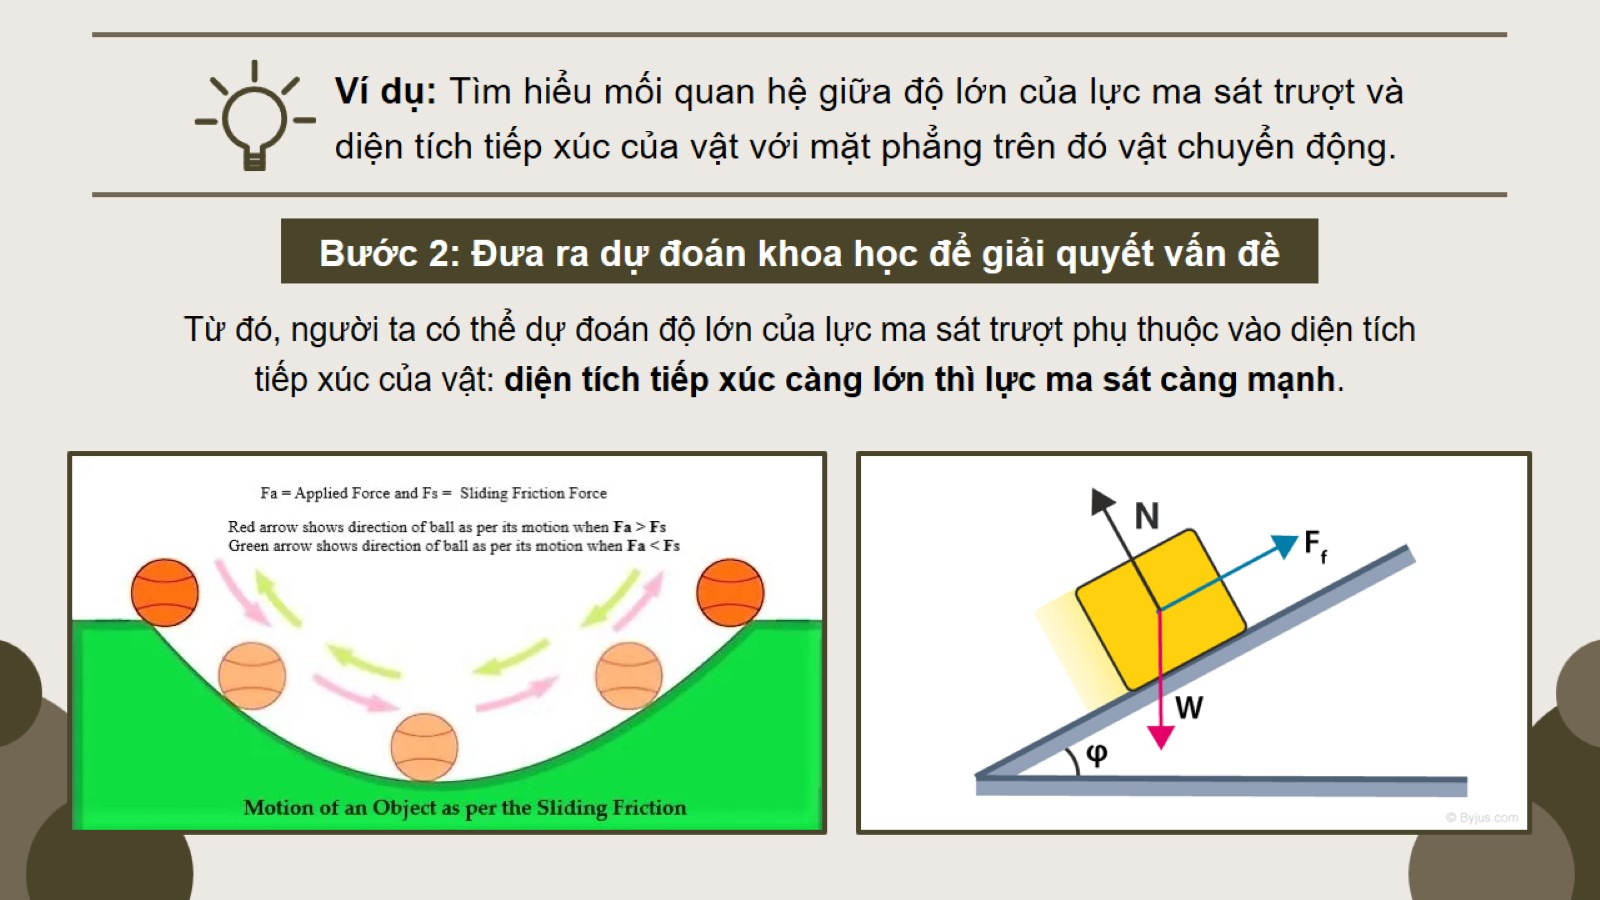 Ví dụ: Tìm hiểu mối quan hệ giữa độ lớn của lực ma sát trượt và
diện tích tiếp xúc của vật với mặt phẳng trên đó vật chuyển động.
Bước 2: Đưa ra dự đoán khoa học để giải quyết vấn đề
Từ đó, người ta có thể dự đoán độ lớn của lực ma sát trượt phụ thuộc vào diện tích
tiếp xúc của vật: diện tích tiếp xúc càng lớn thì lực ma sát càng mạnh.
Fa = Applied Force and Fs = Sliding Friction Force
Red arrow shows direction of ball as per its motion when Fa > Fs
Green arrow shows direction of ball as per its motion when Fa < Fs
Motion of an Object as per the Sliding Friction
N
Ff
W
φ
© Byjus.com